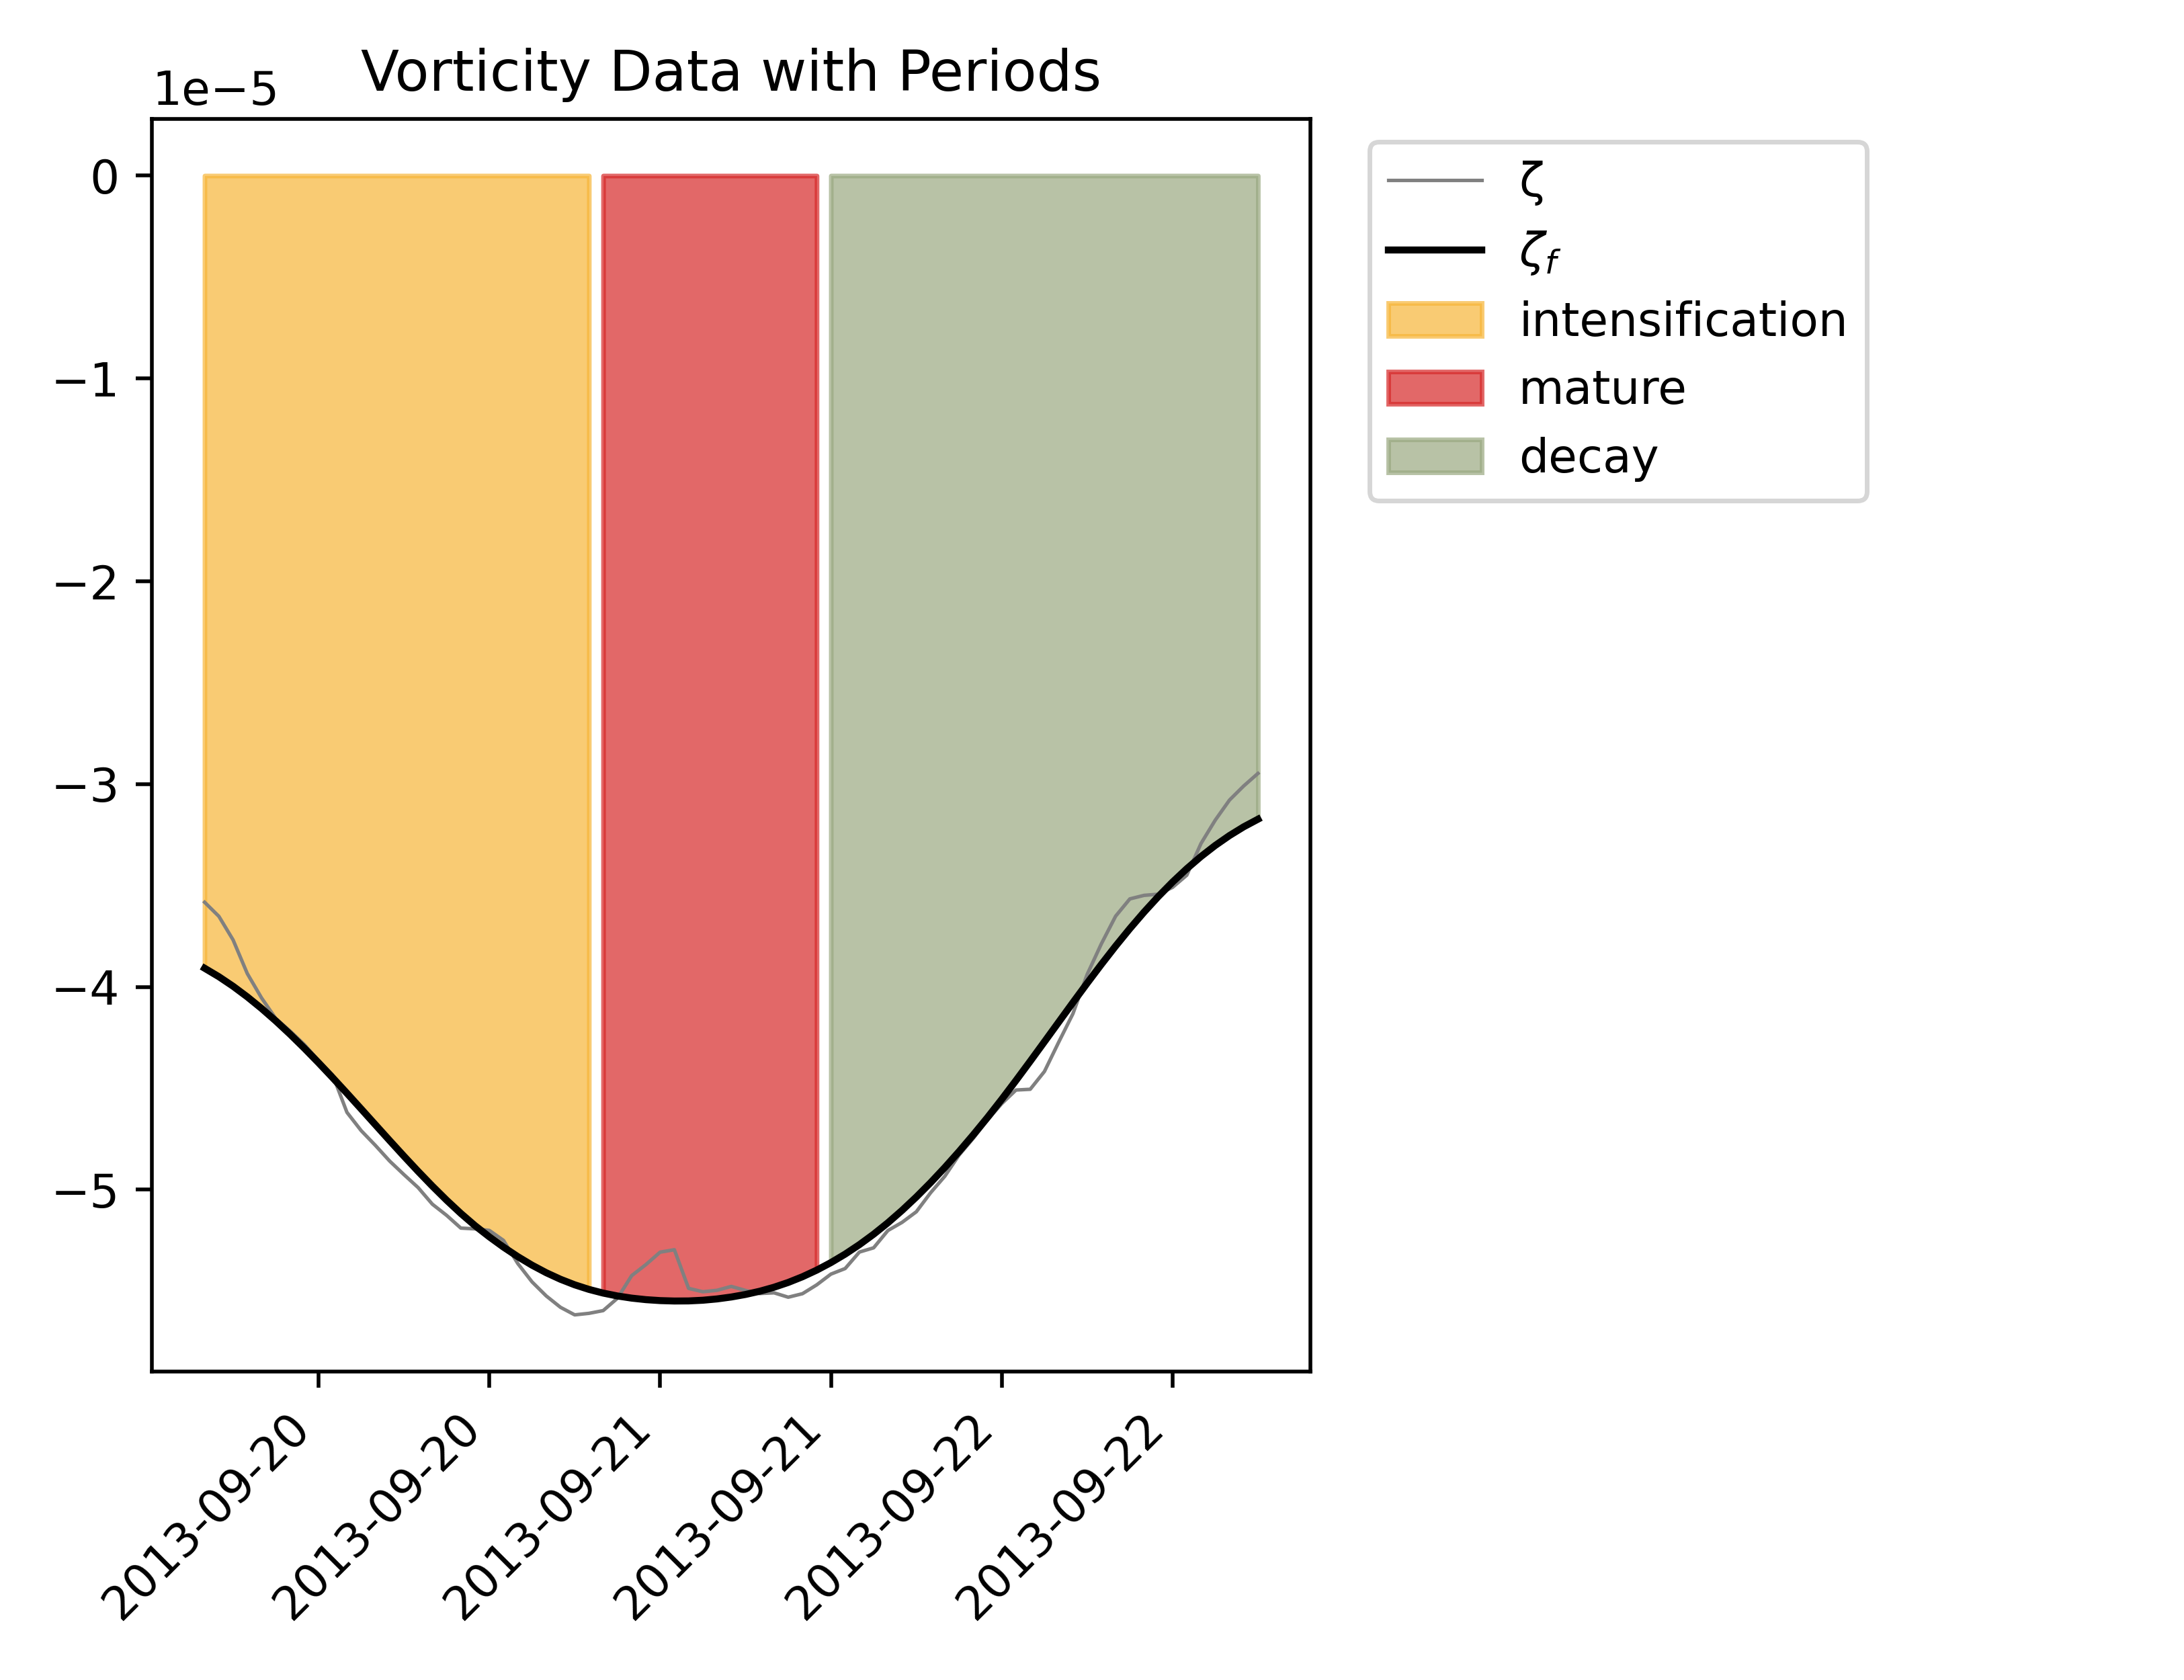 Vorticity Data with Periods
1e−5
0
−1
−2
−3
−4
−5
2013-09-20
2013-09-20
2013-09-21
2013-09-21
2013-09-22
2013-09-22
ζ
ζf
intensification
mature
decay